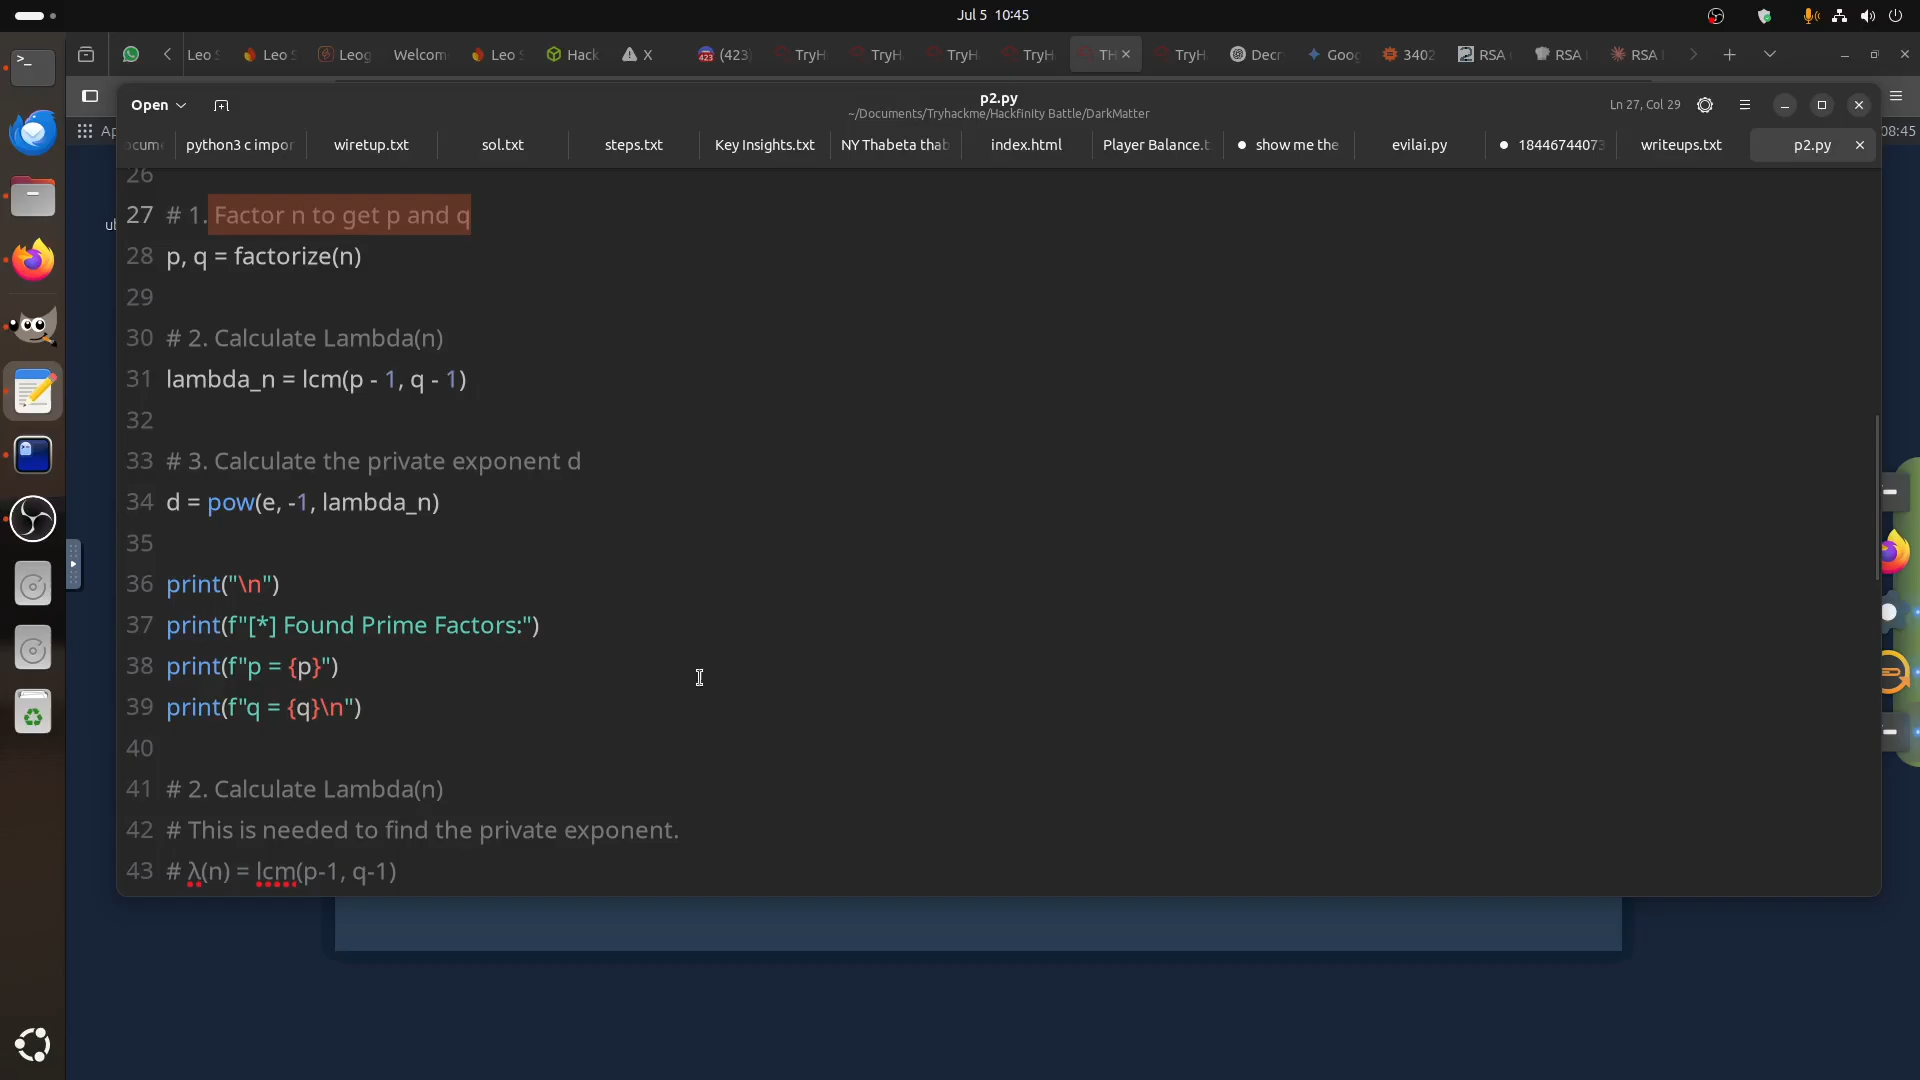 Jul 5 10:45
Leo S
Leo S
Leog
Welcom
Leo S
Hack
X
(423)
TryH
TryH
TryH
TryH
TH
TryH
Decr
Goog
3402
RSA
RSA
RSA
Open
p2.py
~/Documents/Tryhackme/Hackfinity Battle/DarkMatter
Ln 27, Col 29
08:45
ocume
python3 c impor
wiretup.txt
sol.txt
steps.txt
Key Insights.txt
NY Thabeta thab
index.html
Player Balance.t
show me the
evilai.py
18446744073
writeups.txt
p2.py
26
27 # 1. Factor n to get p and q
28 p, q = factorize(n)
29
30 # 2. Calculate Lambda(n)
31 lambda_n = lcm(p - 1, q - 1)
32
33 # 3. Calculate the private exponent d
34 d = pow(e, -1, lambda_n)
35
36 print("\n")
37 print(f"[*] Found Prime Factors:")
38 print(f"p = {p}")
39 print(f"q = {q}\n")
40
41 # 2. Calculate Lambda(n)
42 # This is needed to find the private exponent.
43 # λ(n) = lcm(p-1, q-1)